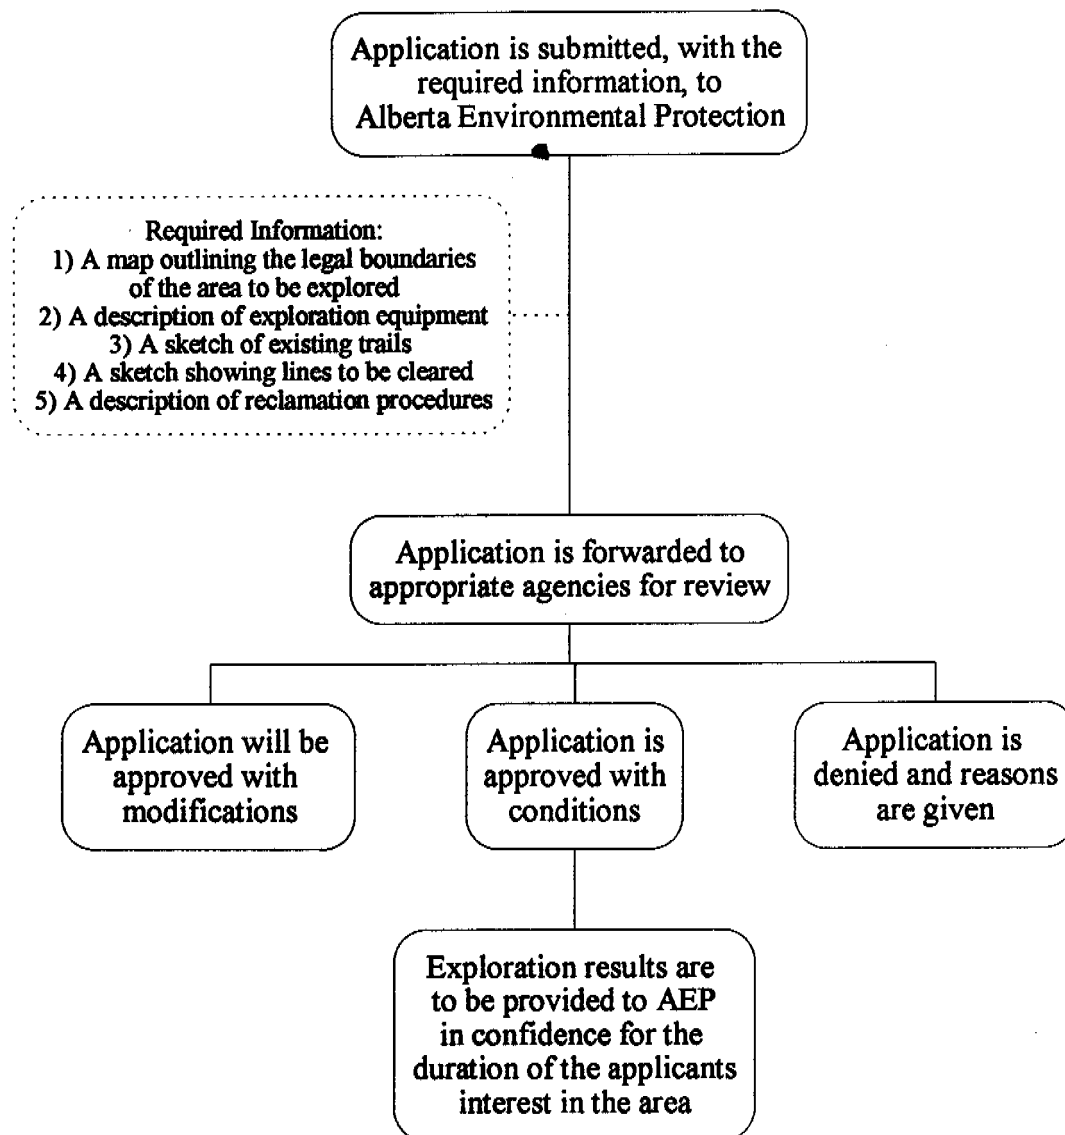 Application is submitted, with the
required information, to
Alberta Environmental Protection
Required Information:
1) A map outlining the legal boundaries
of the area to be explored
2) A description of exploration equipment
3) A sketch of existing trails
4) A sketch showing lines to be cleared
5) A description of reclamation procedures
Application is forwarded to
appropriate agencies for review
Application will be
approved with
modifications
Application is
approved with
conditions
Application is
denied and reasons
are given
Exploration results are
to be provided to AEP
in confidence for the
duration of the applicants
interest in the area